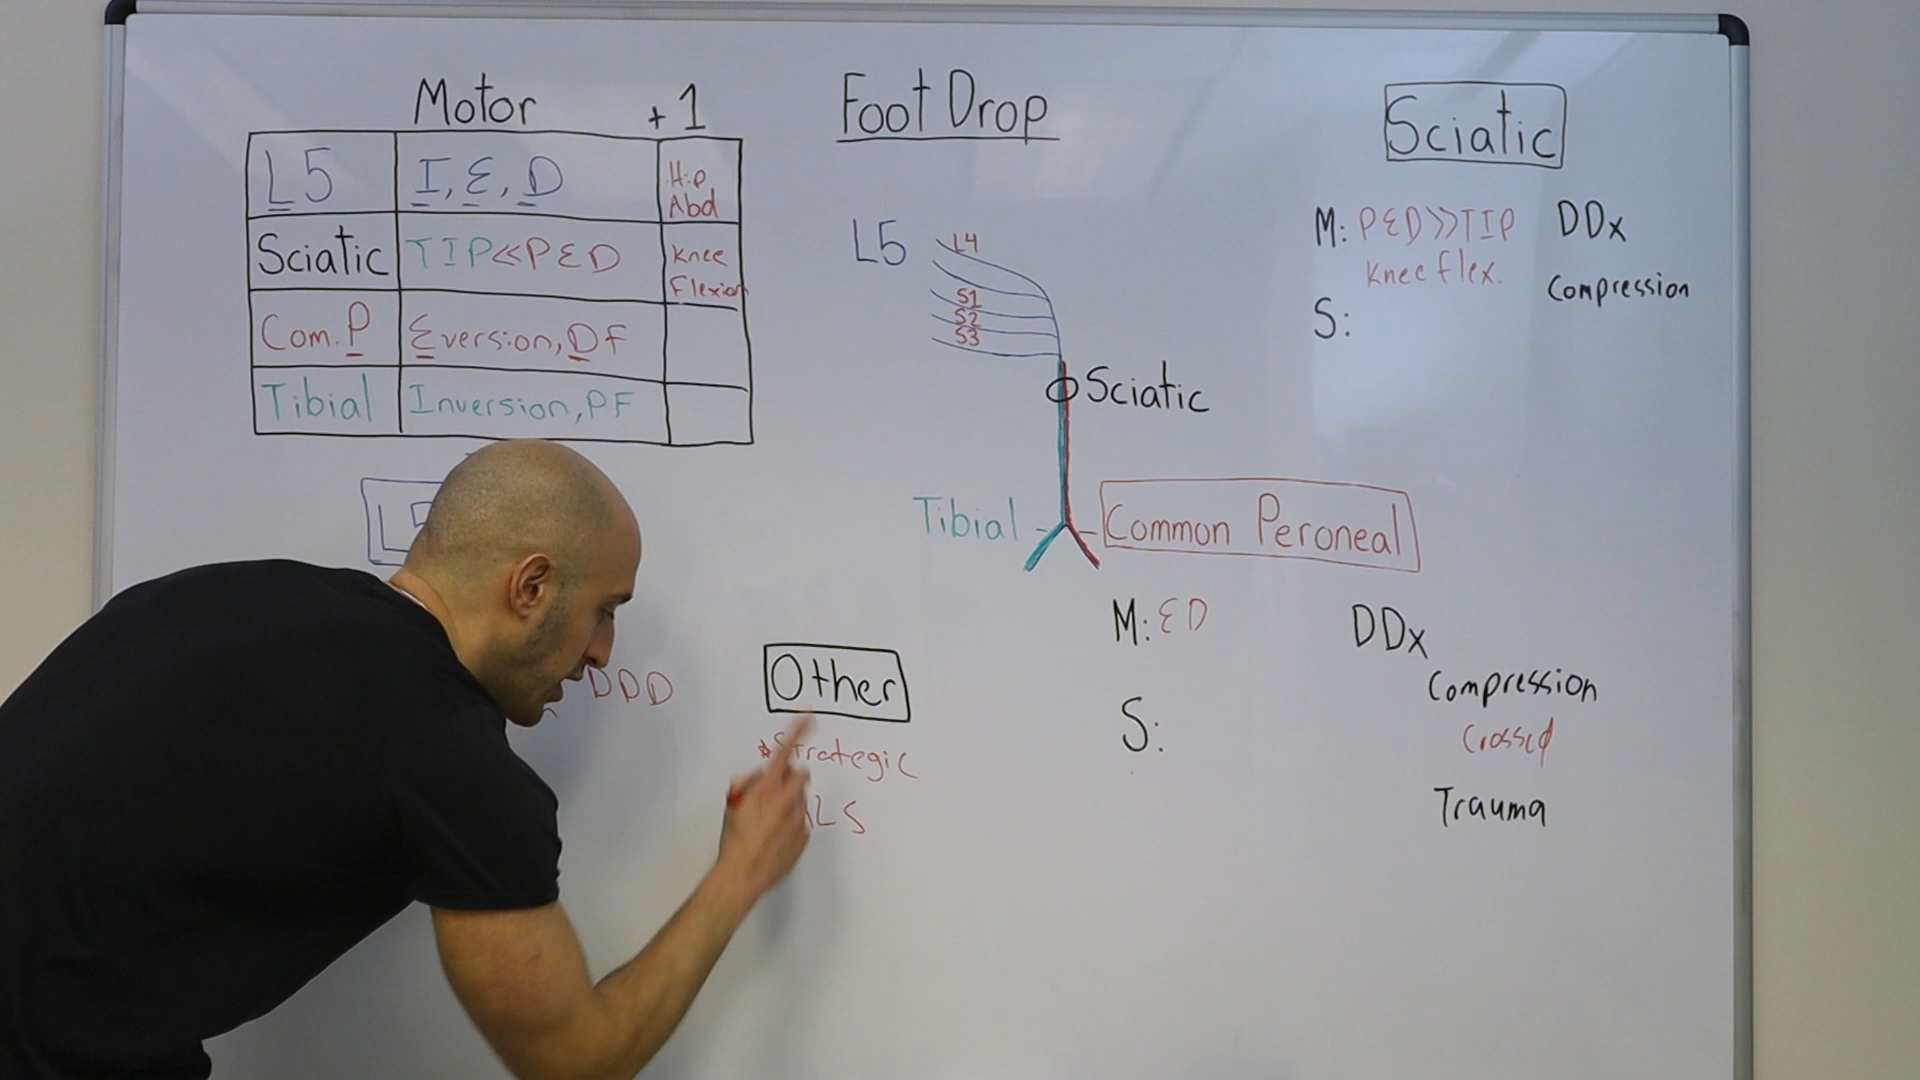 Motor +1
L5 I, E, D Hip Abd
Sciatic TIP<<PED Knee Flexion
Com. P Eversion, Df
Tibial Inversion, PF
Foot Drop
L5
L4
S1
S2
S3
Sciatic
Tibial
Common Peroneal
M: ED
S:
DDx
Compression
Crossed
Trauma
Sciatic
M: PED>>TIP
Knee flex.
S:
DDx
Compression
DDD
Other
*Strategic